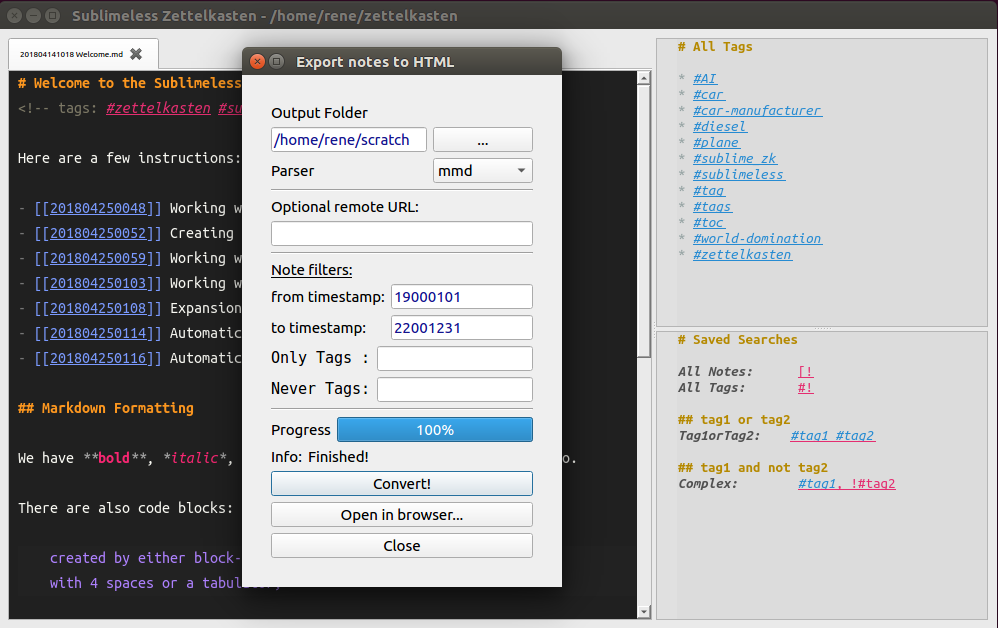 Sublimeless Zettelkasten - /home/rene/zettelkasten
201804141018 Welcome.md
# Welcome to the Sublimeless
<!-- tags: #zettelkasten #su
Here are a few instructions:
- [[201804250048]] Working w
- [[201804250052]] Creating
- [[201804250059]] Working w
- [[201804250103]] Working w
- [[201804250108]] Expansion
- [[201804250114]] Automatic
- [[201804250116]] Automatic
## Markdown Formatting
We have **bold**, *italic*, o.
There are also code blocks:
created by either block-
with 4 spaces or a tabulator,
Export notes to HTML
Output Folder
/home/rene/scratch ...
Parser mmd
Optional remote URL:
Note filters:
from timestamp: 19000101
to timestamp: 22001231
Only Tags :
Never Tags:
Progress 100%
Info: Finished!
Convert!
Open in browser...
Close
# All Tags
* #AI
* #car
* #car-manufacturer
* #diesel
* #plane
* #sublime_zk
* #sublimeless
* #tag
* #tags
* #toc
* #world-domination
* #zettelkasten
# Saved Searches
All Notes: [!
All Tags: #!
## tag1 or tag2
Tag1orTag2: #tag1 #tag2
## tag1 and not tag2
Complex: #tag1, !#tag2